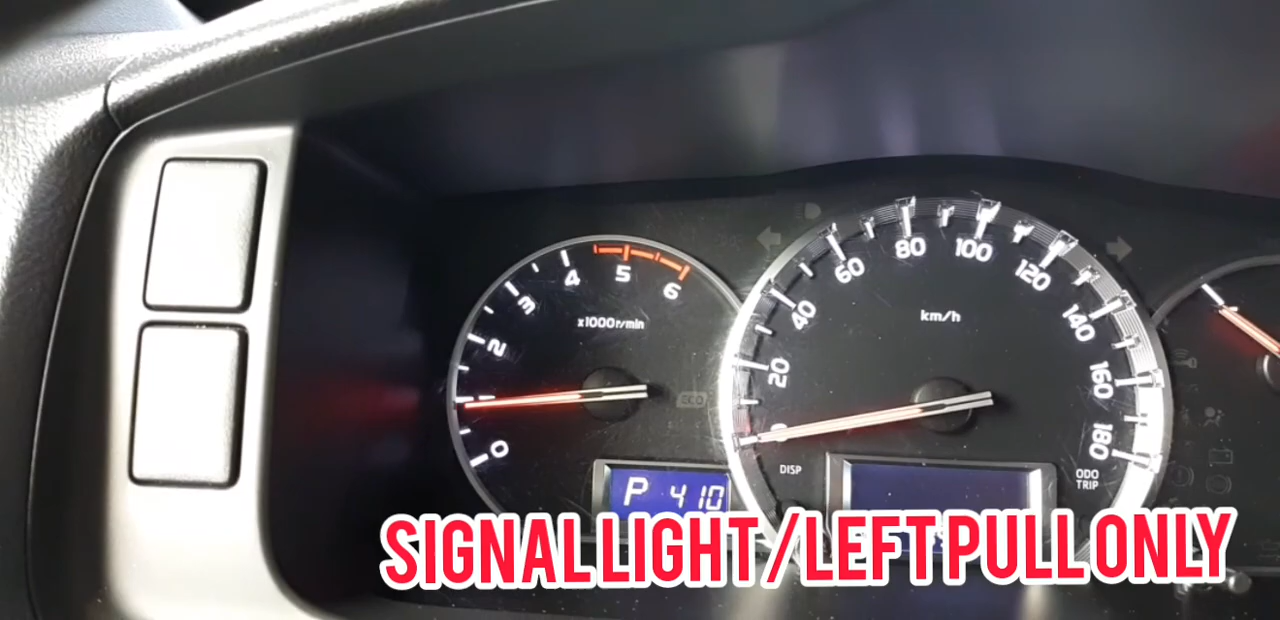 4
5
6
3
2
0
x1000r/min
ECO
P 410
80
100
60
120
40
140
20
160
180
km/h
DISP
ODO
TRIP
SIGNAL LIGHT / LEFT PULL ONLY